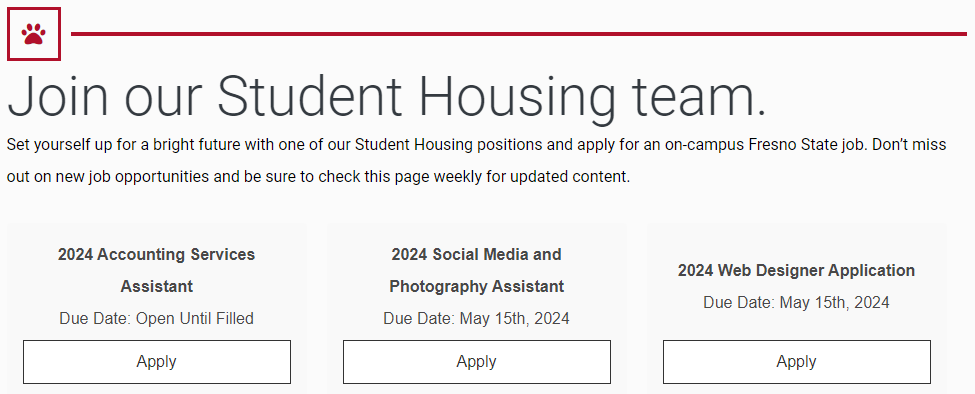 Join our Student Housing team.
Set yourself up for a bright future with one of our Student Housing positions and apply for an on-campus Fresno State job. Don't miss
out on new job opportunities and be sure to check this page weekly for updated content.
2024 Accounting Services
Assistant
Due Date: Open Until Filled
Apply
2024 Social Media and
Photography Assistant
Due Date: May 15th, 2024
Apply
2024 Web Designer Application
Due Date: May 15th, 2024
Apply